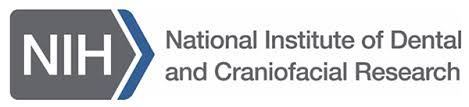 NIH
National Institute of Dental
and Craniofacial Research